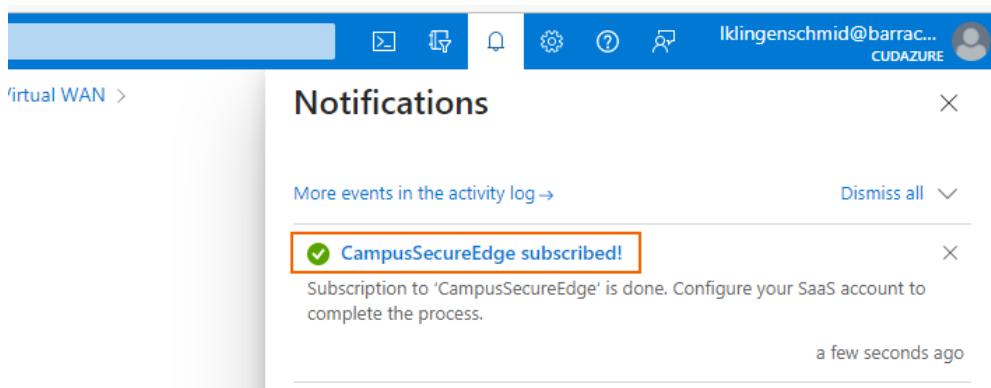 lklingenschmid@barrac...
CUDAZURE
Virtual WAN >
Notifications
More events in the activity log →
Dismiss all
CampusSecureEdge subscribed!
Subscription to 'CampusSecureEdge' is done. Configure your SaaS account to
complete the process.
a few seconds ago